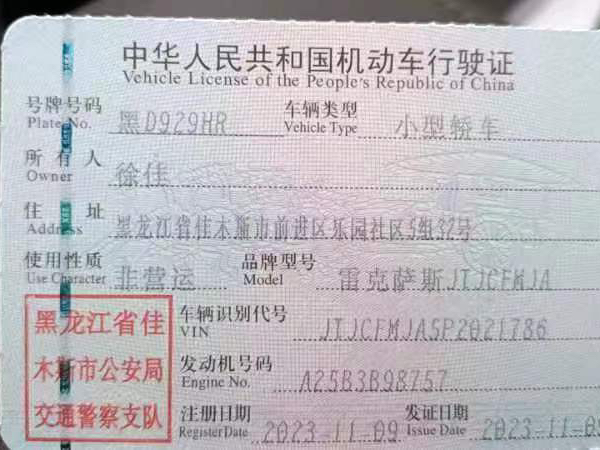 中华人民共和国机动车行驶证
Vehicle License of the People's Republic of China
号牌号码 黑D929HR 车辆类型 小型轿车
Plate No. Vehicle Type
所有人 徐佳
Owner
住址 黑龙江省佳木斯市前进区乐园社区5组32号
Address
使用性质 非营运 品牌型号 雷克萨斯JTJCFMJA
Use Character Model
黑龙江省佳
木斯市公安局
交通警察支队
车辆识别代号 JTJCFMJA5P2021786
VIN
发动机号码 A25B3B98757
Engine No.
注册日期 2023-11-09 发证日期 2023-11-09
Register Date Issue Date